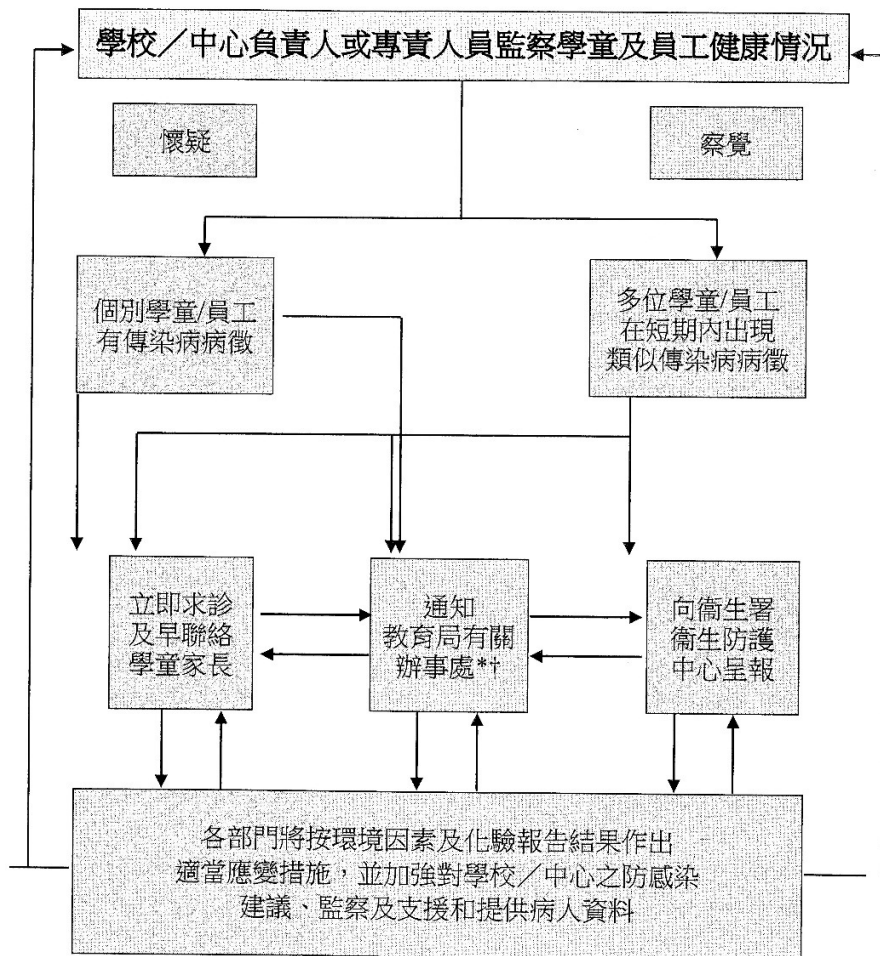 學校／中心負責人或專責人員監察學童及員工健康情況
懷疑
察覺
個別學童/員工
有傳染病病徵
多位學童/員工
在短期內出現
類似傳染病病徵
立即求診
及早聯絡
學童家長
通知
教育局有關
辦事處*†
向衞生署
衞生防護
中心呈報
各部門將按環境因素及化驗報告結果作出
適當應變措施，並加強對學校／中心之防感染
建議、監察及支援和提供病人資料